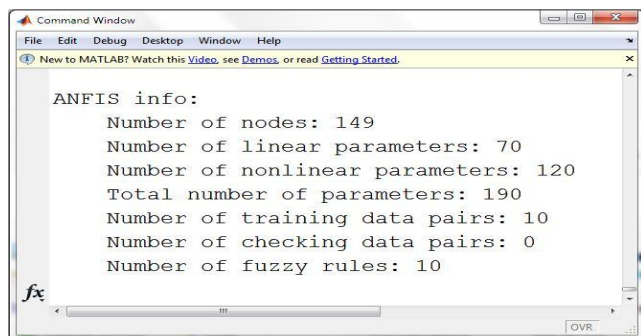 Command Window
File Edit Debug Desktop Window Help
New to MATLAB? Watch this Video, see Demos, or read Getting Started.
ANFIS info:
Number of nodes: 149
Number of linear parameters: 70
Number of nonlinear parameters: 120
Total number of parameters: 190
Number of training data pairs: 10
Number of checking data pairs: 0
Number of fuzzy rules: 10
fx
OVR